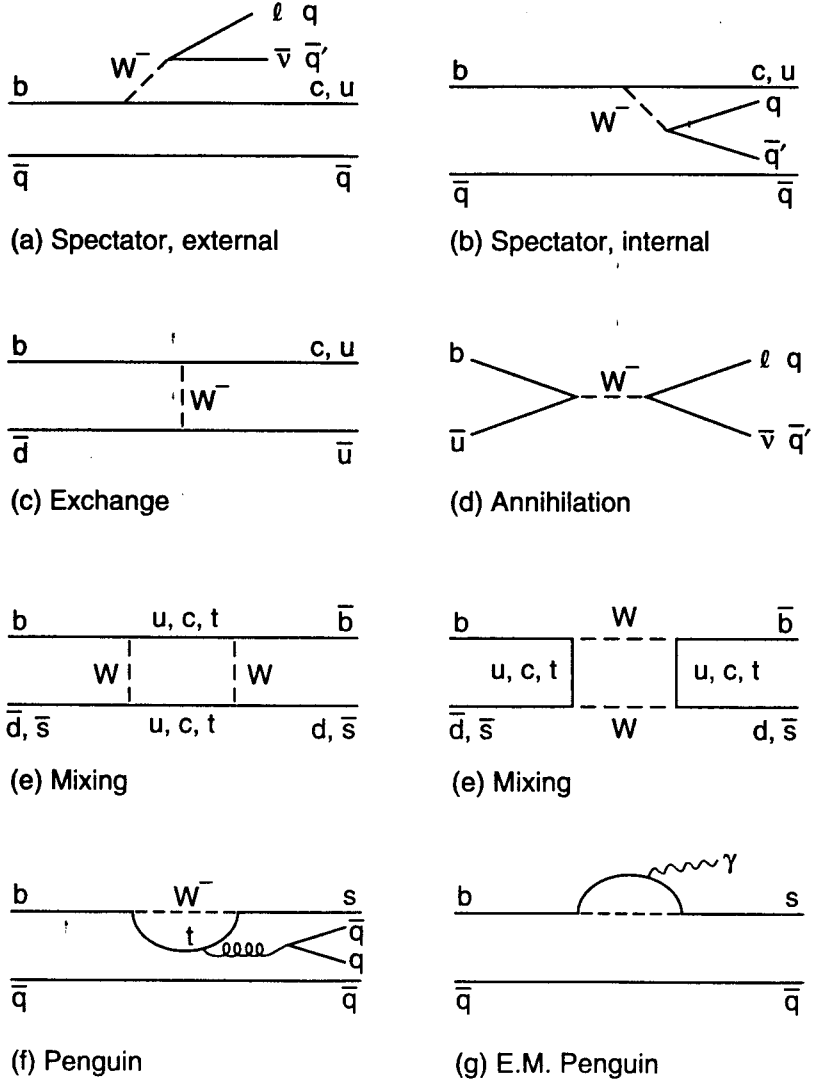 ℓ q
W⁻
ν̄ q̄′
b
c, u
q̄
q̄
(a) Spectator, external
b
c, u
q
W⁻
q̄′
q̄
q̄
(b) Spectator, internal
b
c, u
W⁻
d̄
ū
(c) Exchange
b
ℓ q
W⁻
ū
ν̄ q̄′
(d) Annihilation
b
u, c, t
b̄
W
W
d̄, s̄
u, c, t
d, s̄
(e) Mixing
W
b
b̄
u, c, t
u, c, t
d̄, s̄
W
d, s̄
(e) Mixing
b
W⁻
s
t
q̄
q
q̄
q̄
(f) Penguin
γ
b
s
q̄
q̄
(g) E.M. Penguin